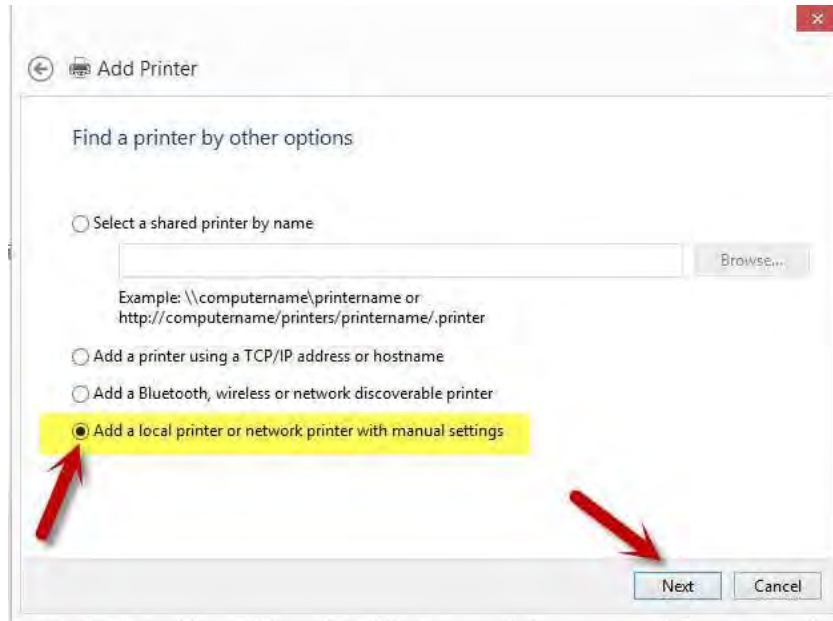 Add Printer
Find a printer by other options
Select a shared printer by name
Browse...
Example: \\computername\printername or
http://computername/printers/printername/.printer
Add a printer using a TCP/IP address or hostname
Add a Bluetooth, wireless or network discoverable printer
Add a local printer or network printer with manual settings
Next Cancel